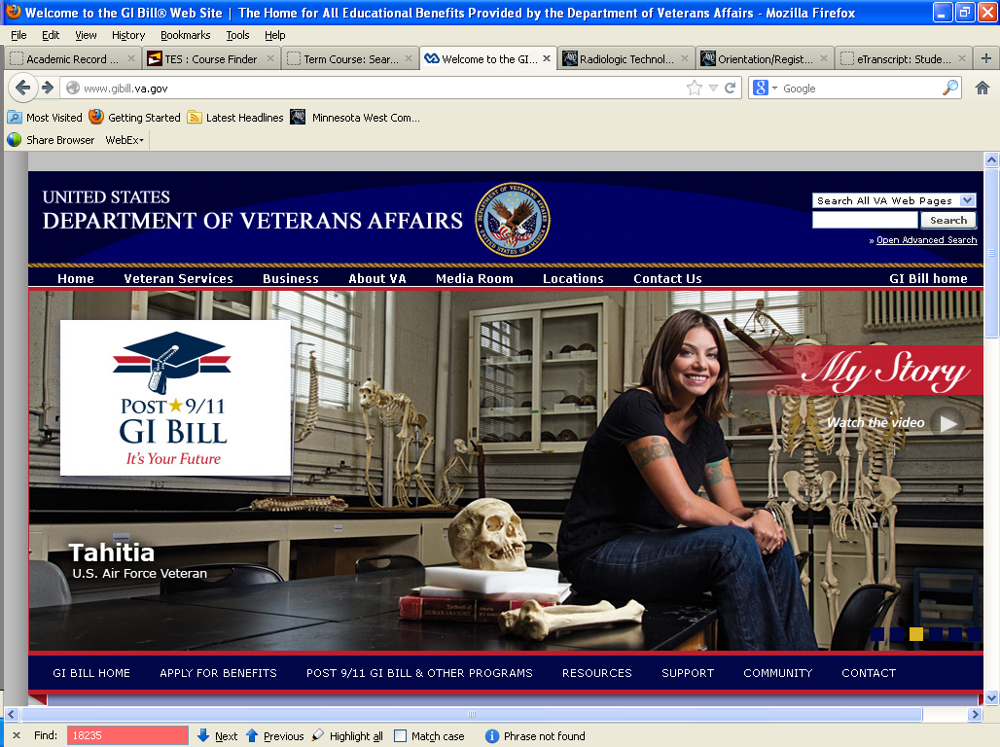 Welcome to the GI Bill® Web Site | The Home for All Educational Benefits Provided by the Department of Veterans Affairs - Mozilla Firefox
File Edit View History Bookmarks Tools Help
Academic Record ... TES : Course Finder Term Course: Sear... Welcome to the GI... Radiologic Technol... Orientation/Regist... eTranscript: Stude...
www.gibill.va.gov Google
Most Visited Getting Started Latest Headlines Minnesota West Com...
Share Browser WebEx
UNITED STATES
DEPARTMENT OF VETERANS AFFAIRS
Search All VA Web Pages
Search
» Open Advanced Search
Home Veteran Services Business About VA Media Room Locations Contact Us GI Bill home
POST 9/11
GI BILL
It's Your Future
My Story
Watch the video
Tahitia
U.S. Air Force Veteran
HUMAN ANATOMY
GI BILL HOME APPLY FOR BENEFITS POST 9/11 GI BILL & OTHER PROGRAMS RESOURCES SUPPORT COMMUNITY CONTACT
Find: 18235 Next Previous Highlight all Match case Phrase not found